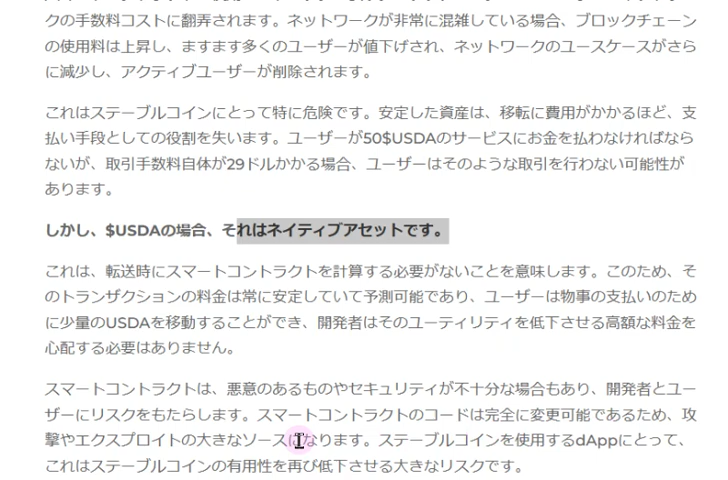 クの手数料コストに翻弄されます。ネットワークが非常に混雑している場合、ブロックチェーン
の使用料は上昇し、ますます多くのユーザーが値下げされ、ネットワークのユースケースがさら
に減少し、アクティブユーザーが削除されます。
これはステーブルコインにとって特に危険です。安定した資産は、移転に費用がかかるほど、支
払い手段としての役割を失います。ユーザーが50$USDAのサービスにお金を払わなければなら
ないが、取引手数料自体が29ドルかかる場合、ユーザーはそのような取引を行わない可能性が
あります。
しかし、$USDAの場合、それはネイティブアセットです。
これは、転送時にスマートコントラクトを計算する必要がないことを意味します。このため、そ
のトランザクションの料金は常に安定していて予測可能であり、ユーザーは物事の支払いのため
に少量のUSDAを移動することができ、開発者はそのユーティリティを低下させる高額な料金を
心配する必要はありません。
スマートコントラクトは、悪意のあるものやセキュリティが不十分な場合もあり、開発者とユー
ザーにリスクをもたらします。スマートコントラクトのコードは完全に変更可能であるため、攻
撃やエクスプロイトの大きなソースになります。ステーブルコインを使用するdAppにとって、
これはステーブルコインの有用性を再び低下させる大きなリスクです。